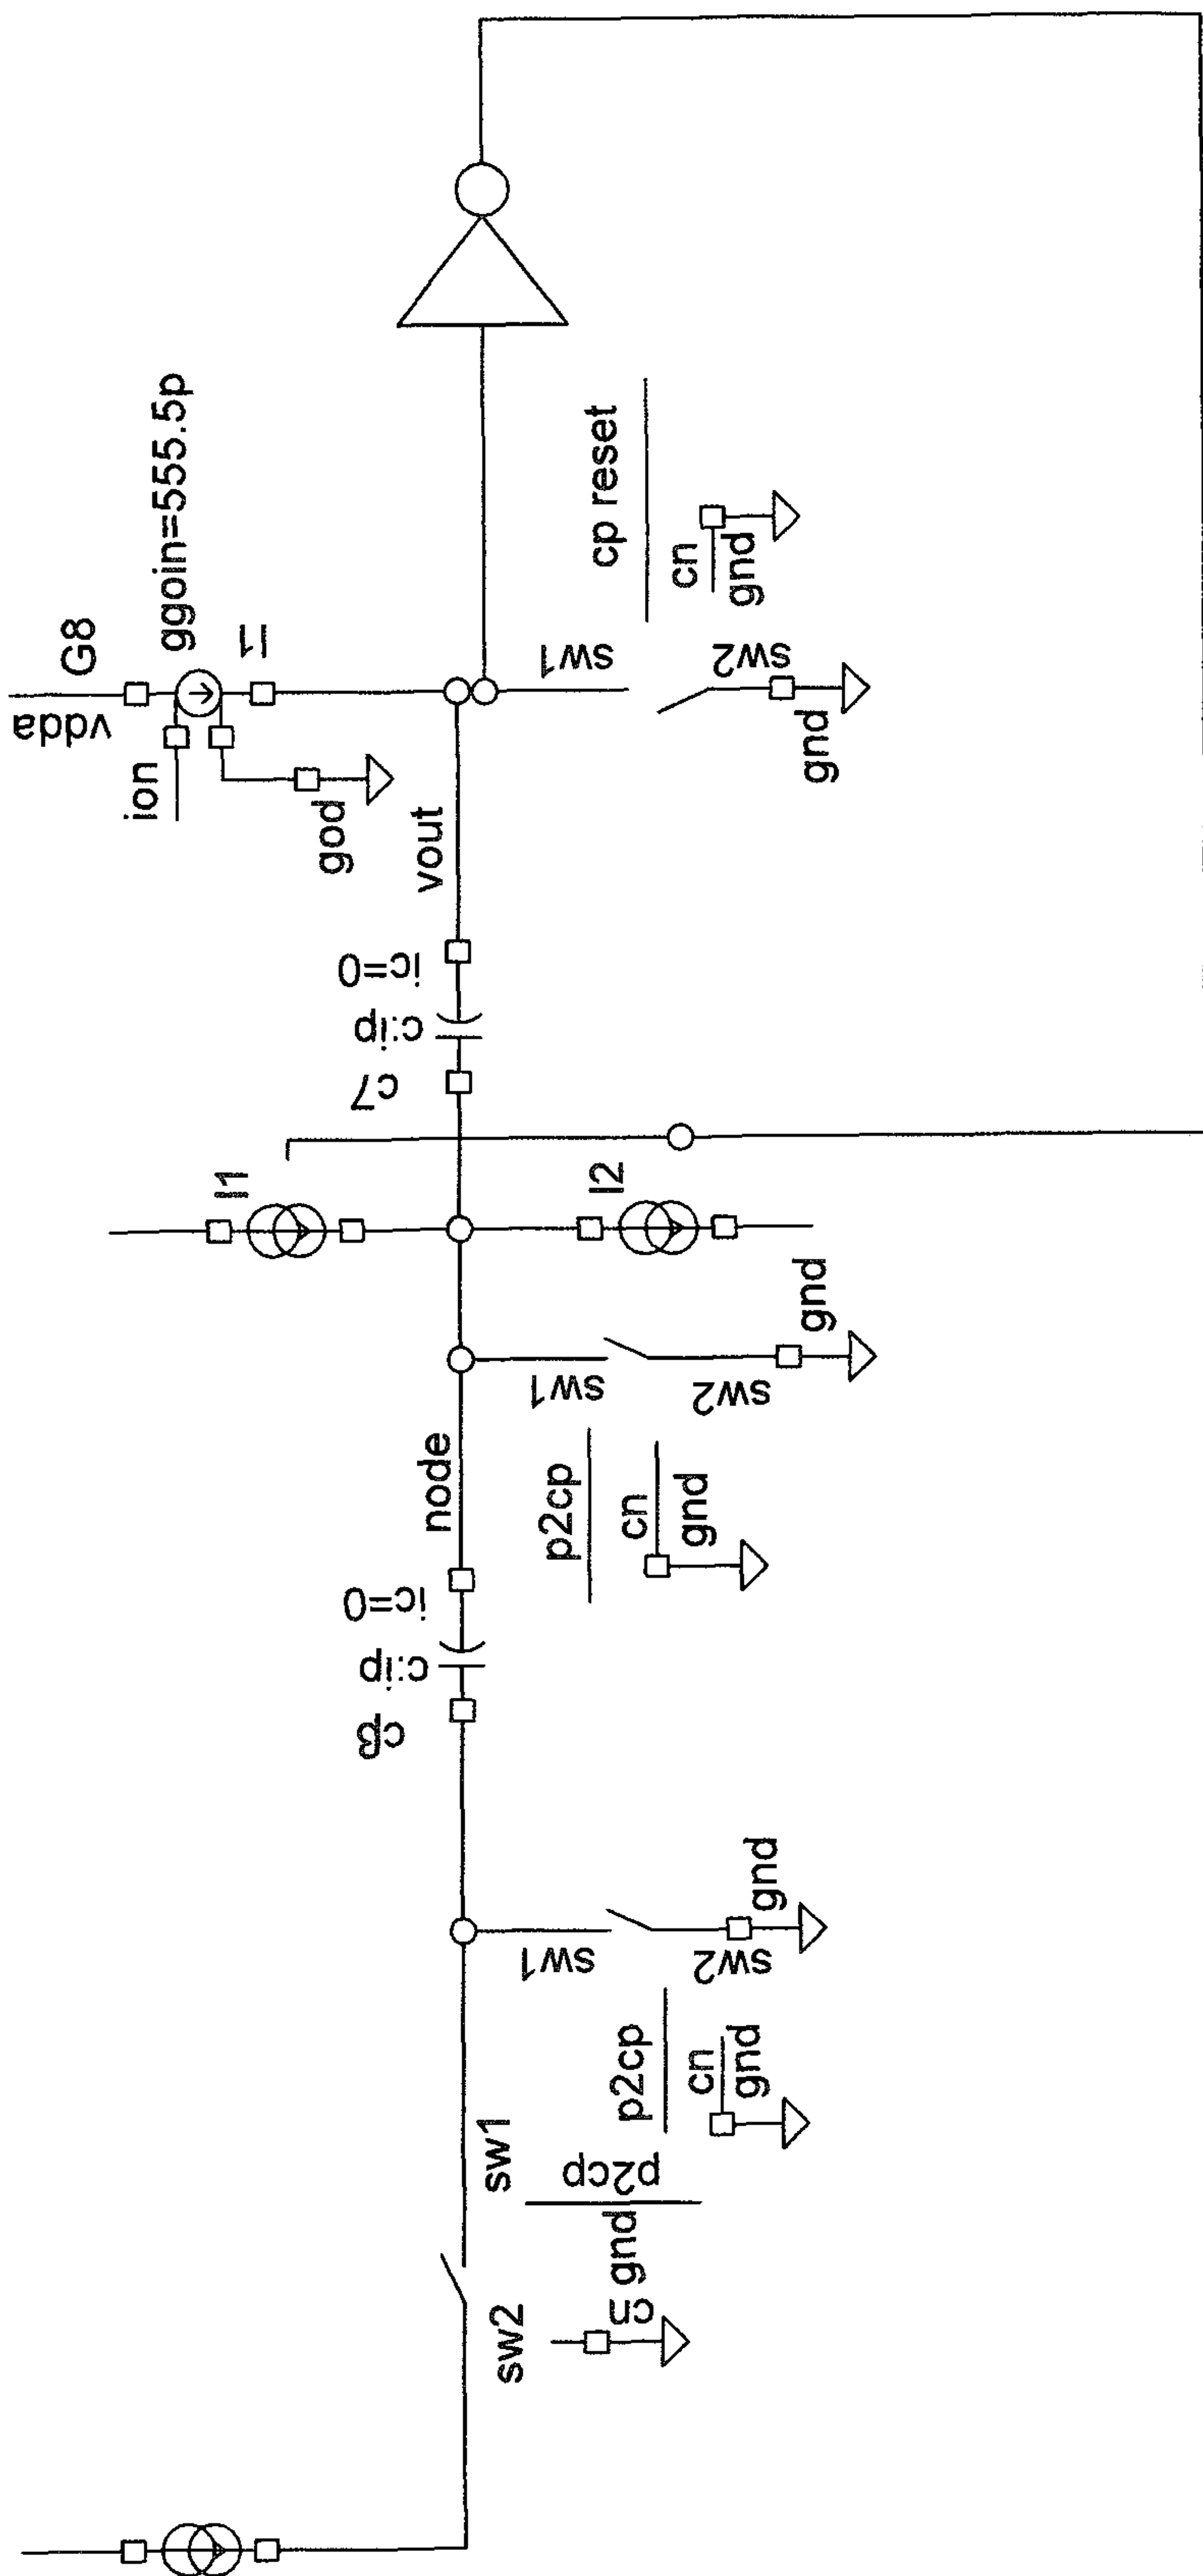 G8
vdda
ggoin=555.5p
I1
ion
god
vout
ic=0
c:ip
c7
cp reset
cn
gnd
sw1
sw2
gnd
I1
I2
gnd
sw1
sw2
node
p2cp
cn
gnd
ic=0
c:ip
cβ
gnd
sw1
sw2
p2cp
cn
gnd
sw1
p2cp
gnd
cn
sw2